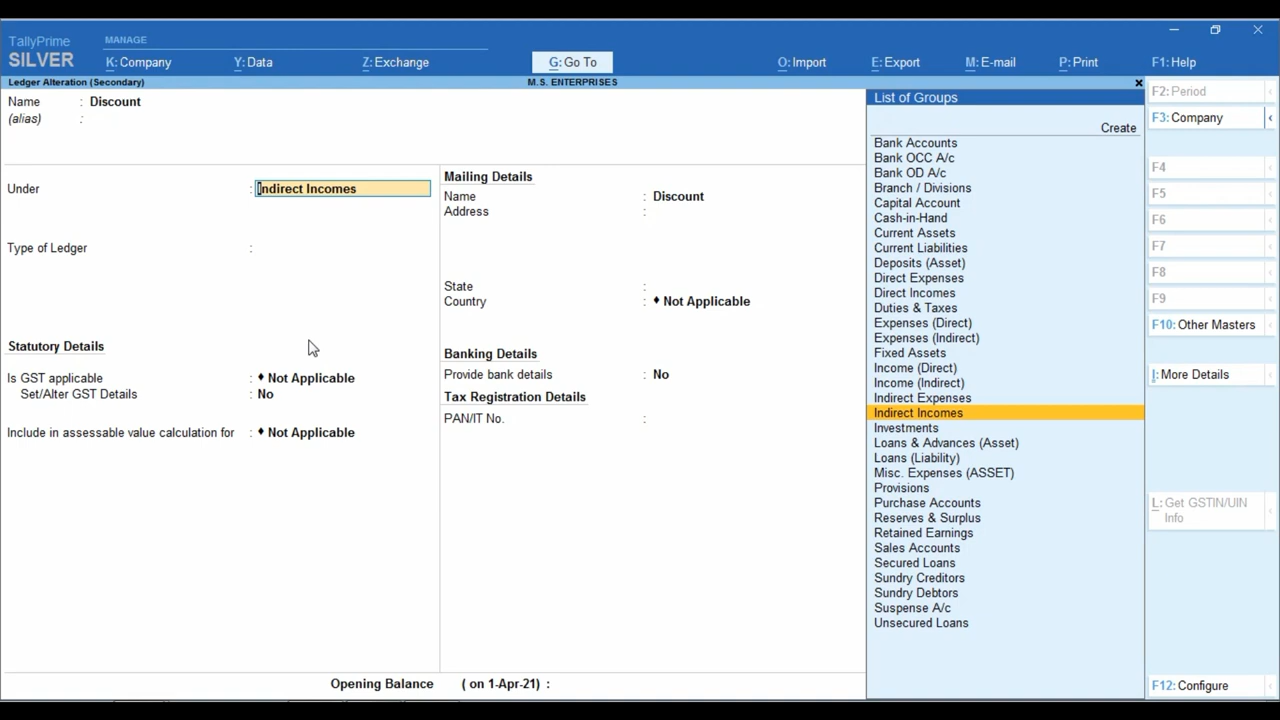 TallyPrime
MANAGE
SILVER
K: Company
Y: Data
Z: Exchange
G: Go To
O: Import
E: Export
M: E-mail
P: Print
F1: Help
Ledger Alteration (Secondary)
M.S. ENTERPRISES
Name : Discount
(alias) :
Under : Indirect Incomes
Type of Ledger :
Statutory Details
Is GST applicable : ♦ Not Applicable
Set/Alter GST Details : No
Include in assessable value calculation for : ♦ Not Applicable
Mailing Details
Name : Discount
Address :
State :
Country : ♦ Not Applicable
Banking Details
Provide bank details : No
Tax Registration Details
PAN/IT No. :
Opening Balance ( on 1-Apr-21) :
List of Groups
Create
Bank Accounts
Bank OCC A/c
Bank OD A/c
Branch / Divisions
Capital Account
Cash-in-Hand
Current Assets
Current Liabilities
Deposits (Asset)
Direct Expenses
Direct Incomes
Duties & Taxes
Expenses (Direct)
Expenses (Indirect)
Fixed Assets
Income (Direct)
Income (Indirect)
Indirect Expenses
Indirect Incomes
Investments
Loans & Advances (Asset)
Loans (Liability)
Misc. Expenses (ASSET)
Provisions
Purchase Accounts
Reserves & Surplus
Retained Earnings
Sales Accounts
Secured Loans
Sundry Creditors
Sundry Debtors
Suspense A/c
Unsecured Loans
F2: Period
F3: Company
F4
F5
F6
F7
F8
F9
F10: Other Masters
I: More Details
L: Get GSTIN/UIN
Info
F12: Configure